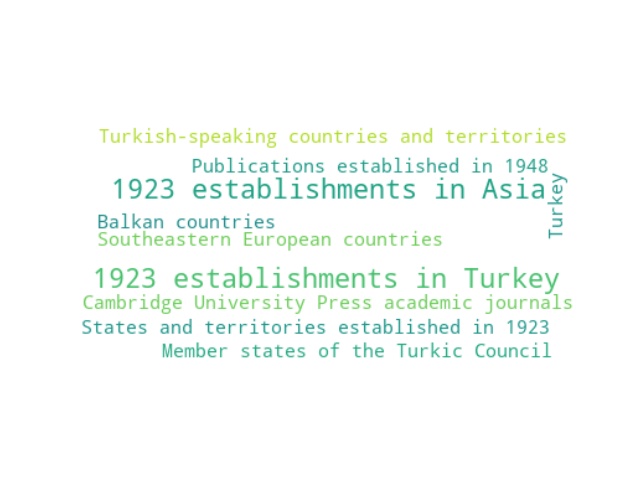 Turkish-speaking countries and territories
Publications established in 1948
1923 establishments in Asia
Turkey
Balkan countries
Southeastern European countries
1923 establishments in Turkey
Cambridge University Press academic journals
States and territories established in 1923
Member states of the Turkic Council